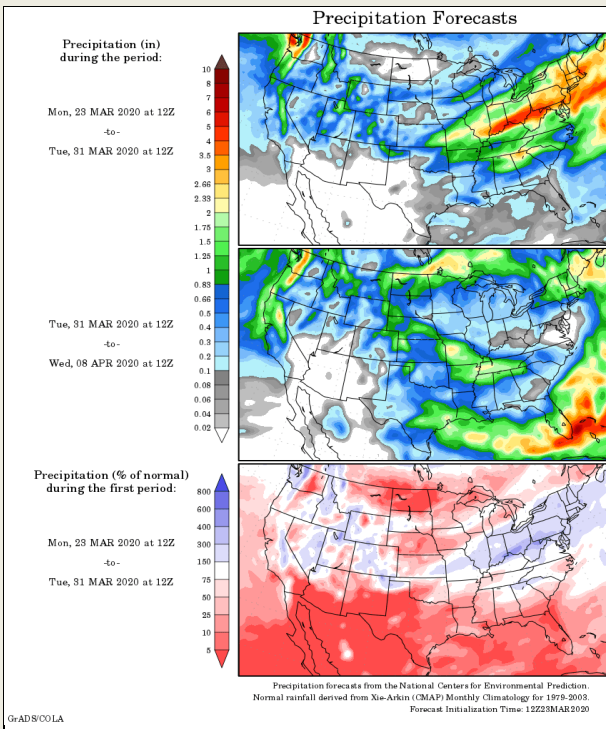 Precipitation Forecasts
Precipitation (in)
during the period:
Mon, 23 MAR 2020 at 12Z
-to-
Tue, 31 MAR 2020 at 12Z
10
8
7
6
5
4
3.5
3
2.66
2.33
2
1.75
1.5
1.25
1
0.83
0.66
0.5
0.4
0.3
0.2
0.1
0.08
0.06
0.04
0.02
Tue, 31 MAR 2020 at 12Z
-to-
Wed, 08 APR 2020 at 12Z
Precipitation (% of normal)
during the first period:
Mon, 23 MAR 2020 at 12Z
-to-
Tue, 31 MAR 2020 at 12Z
800
600
400
300
150
75
50
25
10
5
Precipitation forecasts from the National Centers for Environmental Prediction.
Normal rainfall derived from Xie-Arkin (CMAP) Monthly Climatology for 1979-2003.
Forecast Initialization Time: 12Z23MAR2020
GrADS/COLA